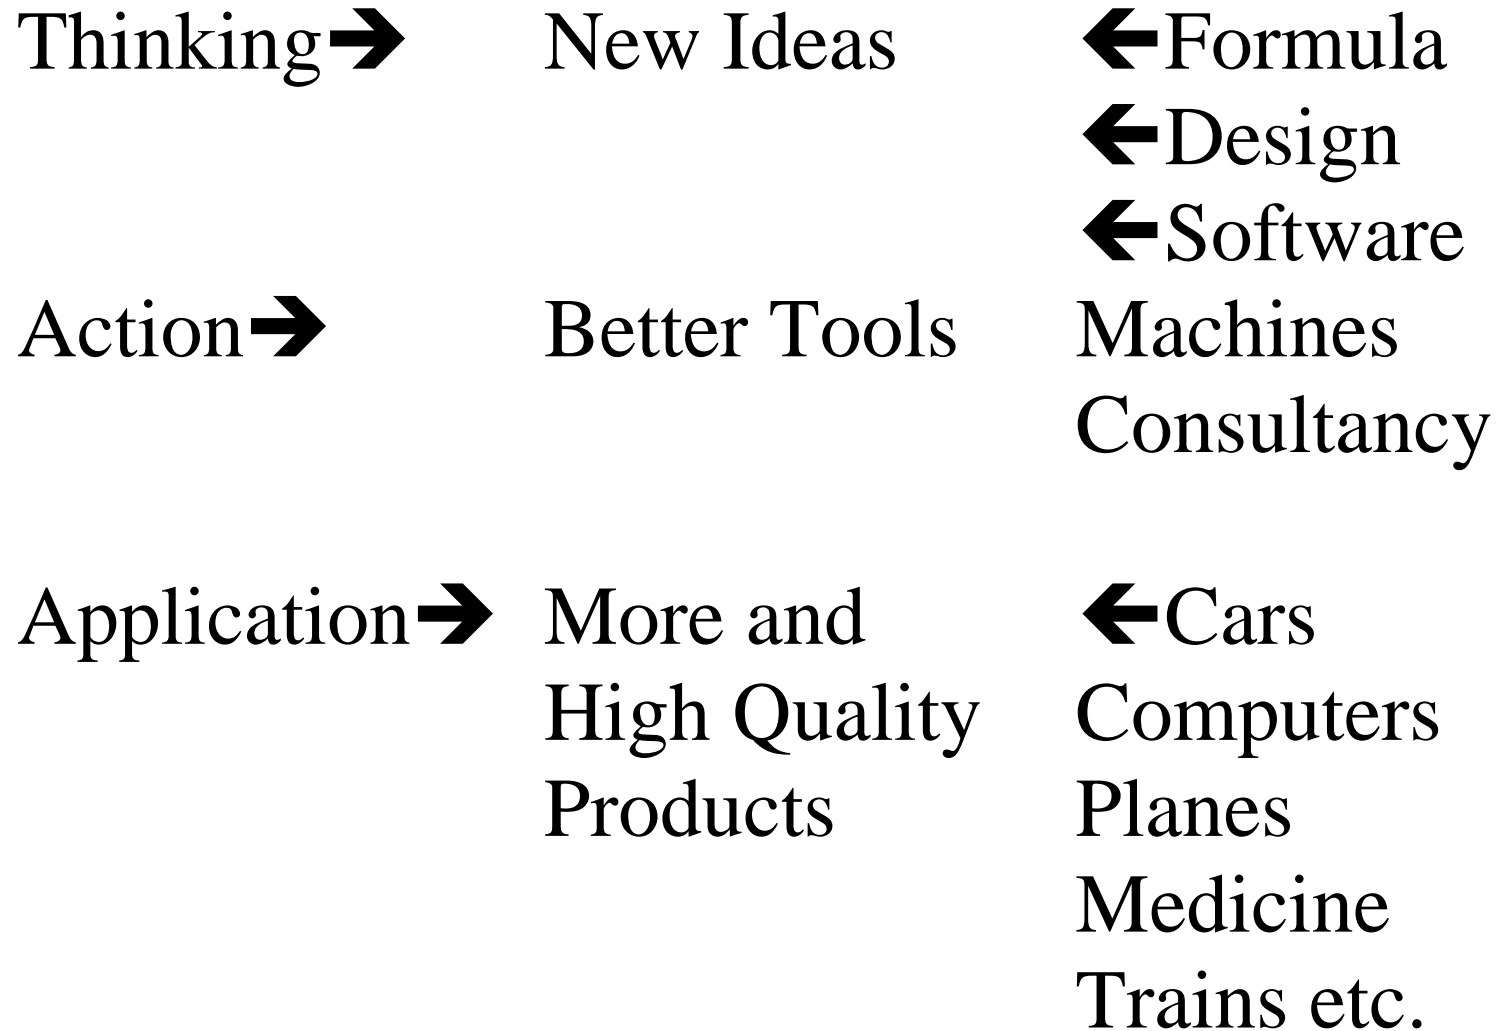 Thinking🡺 New Ideas 🡸Formula
🡸Design
🡸Software
Action🡺 Better Tools Machines
Consultancy
Application🡺 More and 🡸Cars
High Quality Computers
Products Planes
Medicine
Trains etc.